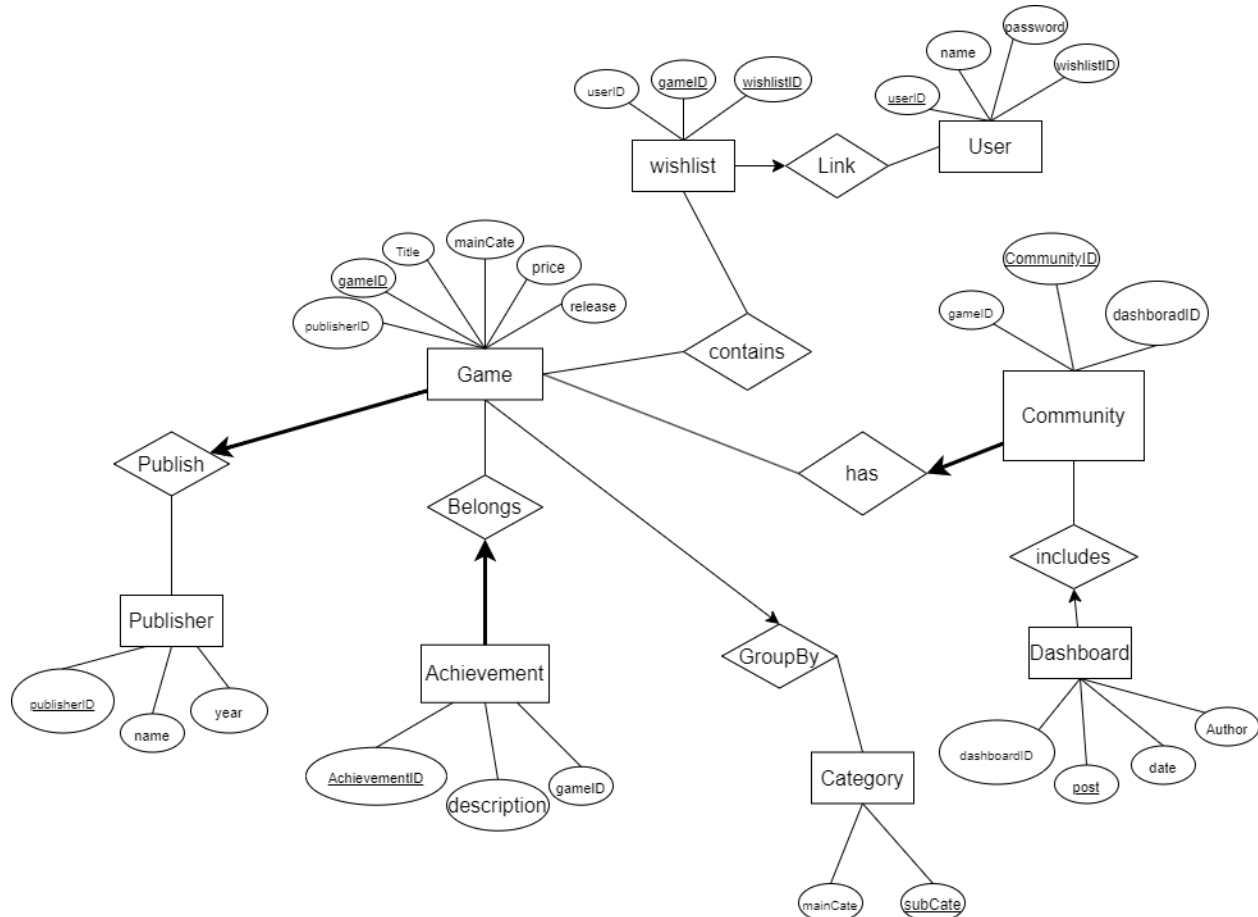 password
name
wishlistID
userID
User
gameID
wishlistID
userID
wishlist
Link
mainCate
Title
price
gameID
release
publisherID
Game
contains
CommunityID
gameID
dashboradID
Community
Publish
has
Belongs
includes
Publisher
publisherID
name
year
Achievement
AchievementID
description
gameID
GroupBy
Category
mainCate
subCate
Dashboard
dashboardID
post
date
Author